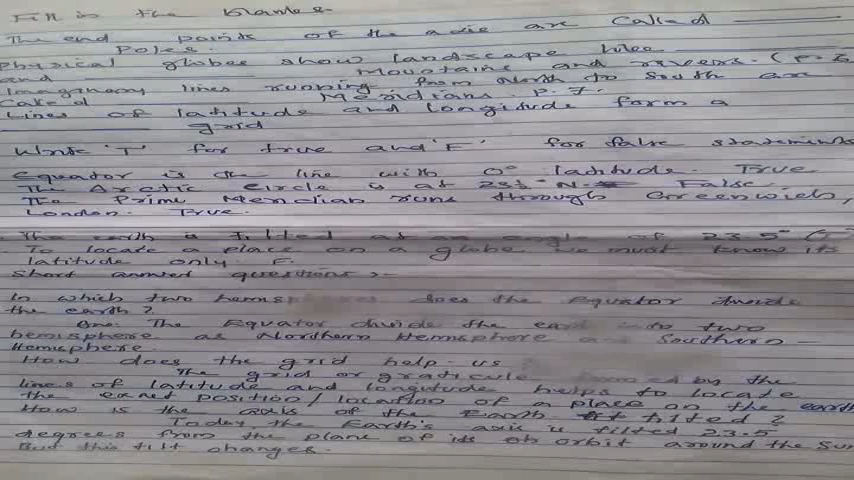 Fill in the blanks
The end points of the axis are Called
Poles.
Physical globes show landscape like
and Mountains and revers. (P.
Imaginary lines running from North to South are
Called Meridians. P. 7.
Lines of latitude and longitude form a
grid
Write 'T' for true and 'F' for false statements
Equator is the line with 0° latitude. True
The Arctic Circle is at 23½° N. False
The Prime Meridian runs through Greenwich,
London. True.
The earth is tilted at an angle of 23.5° (T)
To locate a place on a globe we must know its
latitude only F.
Short answer questions :-
In which two does the Equator divide
the earth?
Ans. The Equator divide the earth into two
hemisphere as Northern Hemisphere and Southern
Hemisphere.
How does the grid help us
The grid or graticule formed by the
lines of latitude and longitude helps to locate
the exact position/location of a place on the earth
How is the axis of the Earth tilted?
Today, the Earth's axis is tilted 23.5
degrees from the plane of its orbit around the Sun
But this tilt changes.